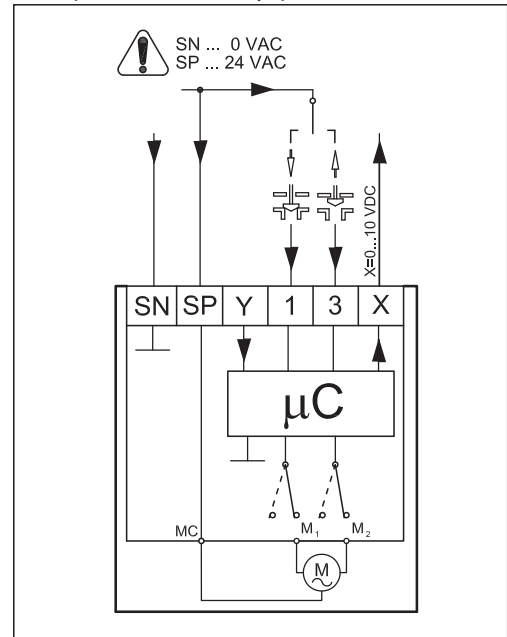 SN ... 0 VAC
SP ... 24 VAC
X=0...10 VDC
SN SP Y 1 3 X
μC
MC M₁ M₂
M